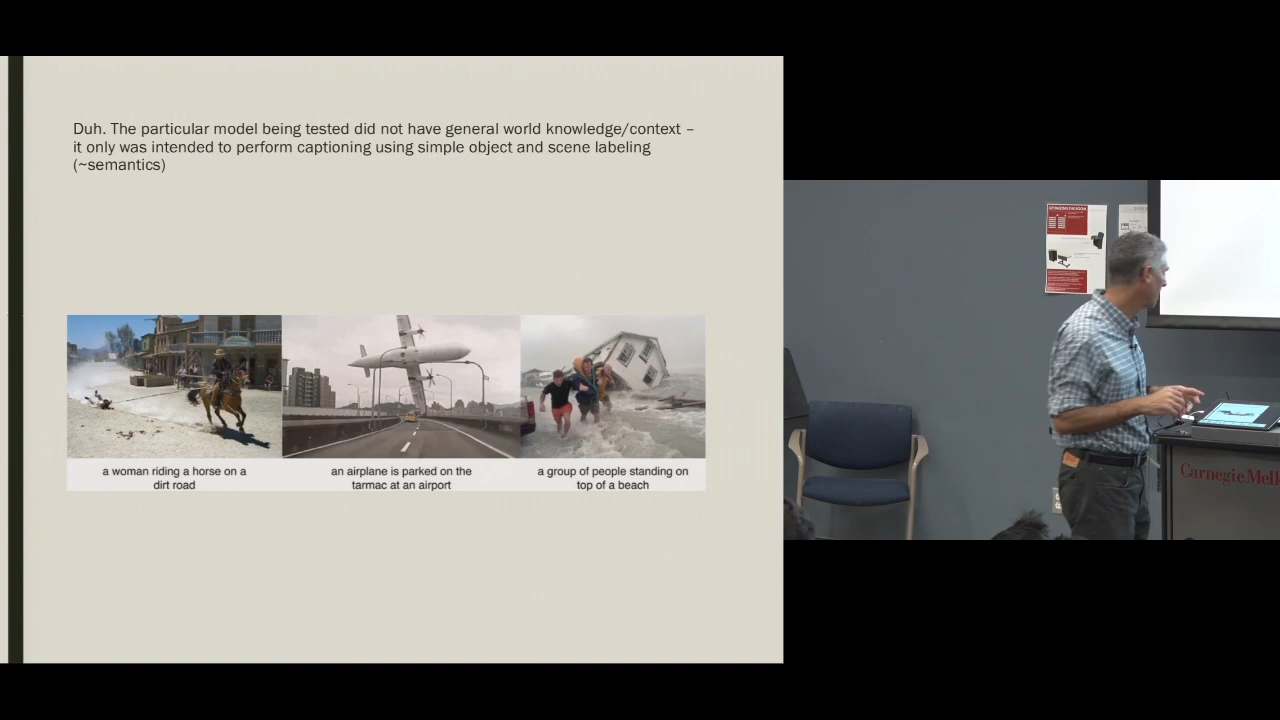 Duh. The particular model being tested did not have general world knowledge/context –
it only was intended to perform captioning using simple object and scene labeling
(~semantics)
a woman riding a horse on a
dirt road
an airplane is parked on the
tarmac at an airport
a group of people standing on
top of a beach
Carnegie